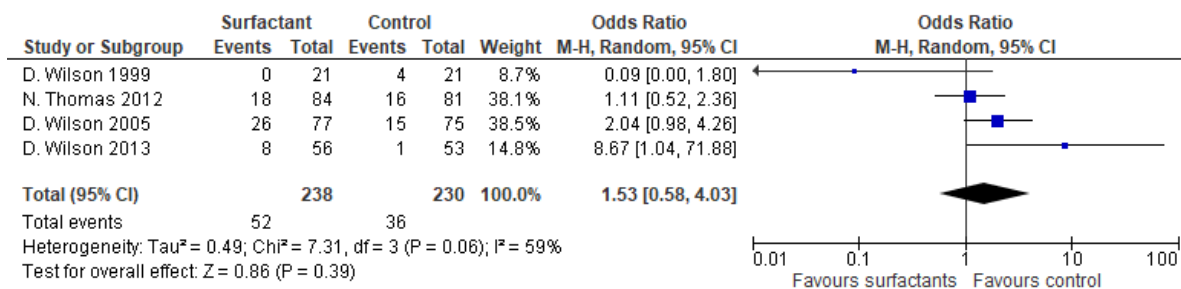 Surfactant Control Odds Ratio Odds Ratio
Study or Subgroup Events Total Events Total Weight M-H, Random, 95% CI M-H, Random, 95% CI
D. Wilson 1999 0 21 4 21 8.7% 0.09 [0.00, 1.80]
N. Thomas 2012 18 84 16 81 38.1% 1.11 [0.52, 2.36]
D. Wilson 2005 26 77 15 75 38.5% 2.04 [0.98, 4.26]
D. Wilson 2013 8 56 1 53 14.8% 8.67 [1.04, 71.88]
Total (95% CI) 238 230 100.0% 1.53 [0.58, 4.03]
Total events 52 36
Heterogeneity: Tau² = 0.49; Chi² = 7.31, df = 3 (P = 0.06); I² = 59%
Test for overall effect: Z = 0.86 (P = 0.39)
0.01 0.1 1 10 100
Favours surfactants Favours control